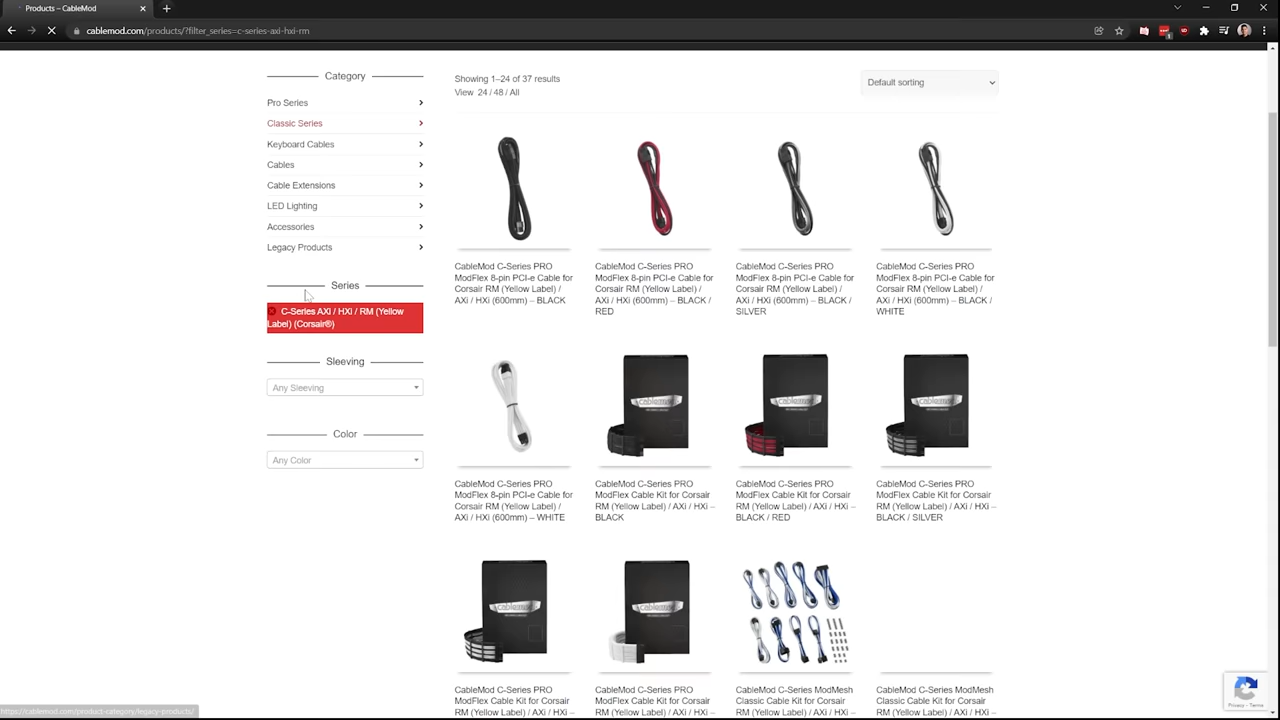 Products – CableMod
cablemod.com/products/?filter_series=c-series-axi-hxi-rm
Category
Pro Series
Classic Series
Keyboard Cables
Cables
Cable Extensions
LED Lighting
Accessories
Legacy Products
Series
C-Series AXi / HXi / RM (Yellow
Label) (Corsair®)
Sleeving
Any Sleeving
Color
Any Color
Showing 1–24 of 37 results
View 24 / 48 / All
Default sorting
CableMod C-Series PRO
ModFlex 8-pin PCI-e Cable for
Corsair RM (Yellow Label) /
AXi / HXi (600mm) – BLACK
CableMod C-Series PRO
ModFlex 8-pin PCI-e Cable for
Corsair RM (Yellow Label) /
AXi / HXi (600mm) – BLACK /
RED
CableMod C-Series PRO
ModFlex 8-pin PCI-e Cable for
Corsair RM (Yellow Label) /
AXi / HXi (600mm) – BLACK /
SILVER
CableMod C-Series PRO
ModFlex 8-pin PCI-e Cable for
Corsair RM (Yellow Label) /
AXi / HXi (600mm) – BLACK /
WHITE
CableMod C-Series PRO
ModFlex 8-pin PCI-e Cable for
Corsair RM (Yellow Label) /
AXi / HXi (600mm) – WHITE
CableMod C-Series PRO
ModFlex Cable Kit for Corsair
RM (Yellow Label) / AXi / HXi –
BLACK
CableMod C-Series PRO
ModFlex Cable Kit for Corsair
RM (Yellow Label) / AXi / HXi –
BLACK / RED
CableMod C-Series PRO
ModFlex Cable Kit for Corsair
RM (Yellow Label) / AXi / HXi –
BLACK / SILVER
CableMod C-Series PRO
ModFlex Cable Kit for Corsair
RM (Yellow Label) / AXi / HXi –
CableMod C-Series PRO
ModFlex Cable Kit for Corsair
RM (Yellow Label) / AXi / HXi –
CableMod C-Series ModMesh
Classic Cable Kit for Corsair
RM (Yellow Label) / AXi / HXi –
CableMod C-Series ModMesh
Classic Cable Kit for Corsair
RM (Yellow Label) / AXi / HXi –
https://cablemod.com/product-category/legacy-products/
Privacy - Terms